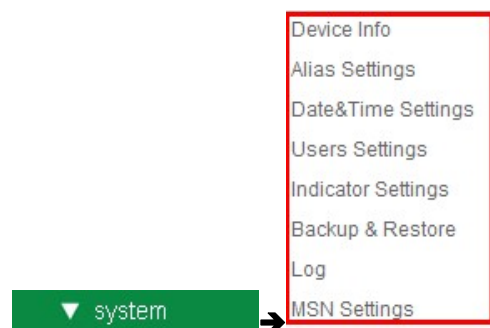 Device Info
Alias Settings
Date&Time Settings
Users Settings
Indicator Settings
Backup & Restore
Log
▼ system
MSN Settings